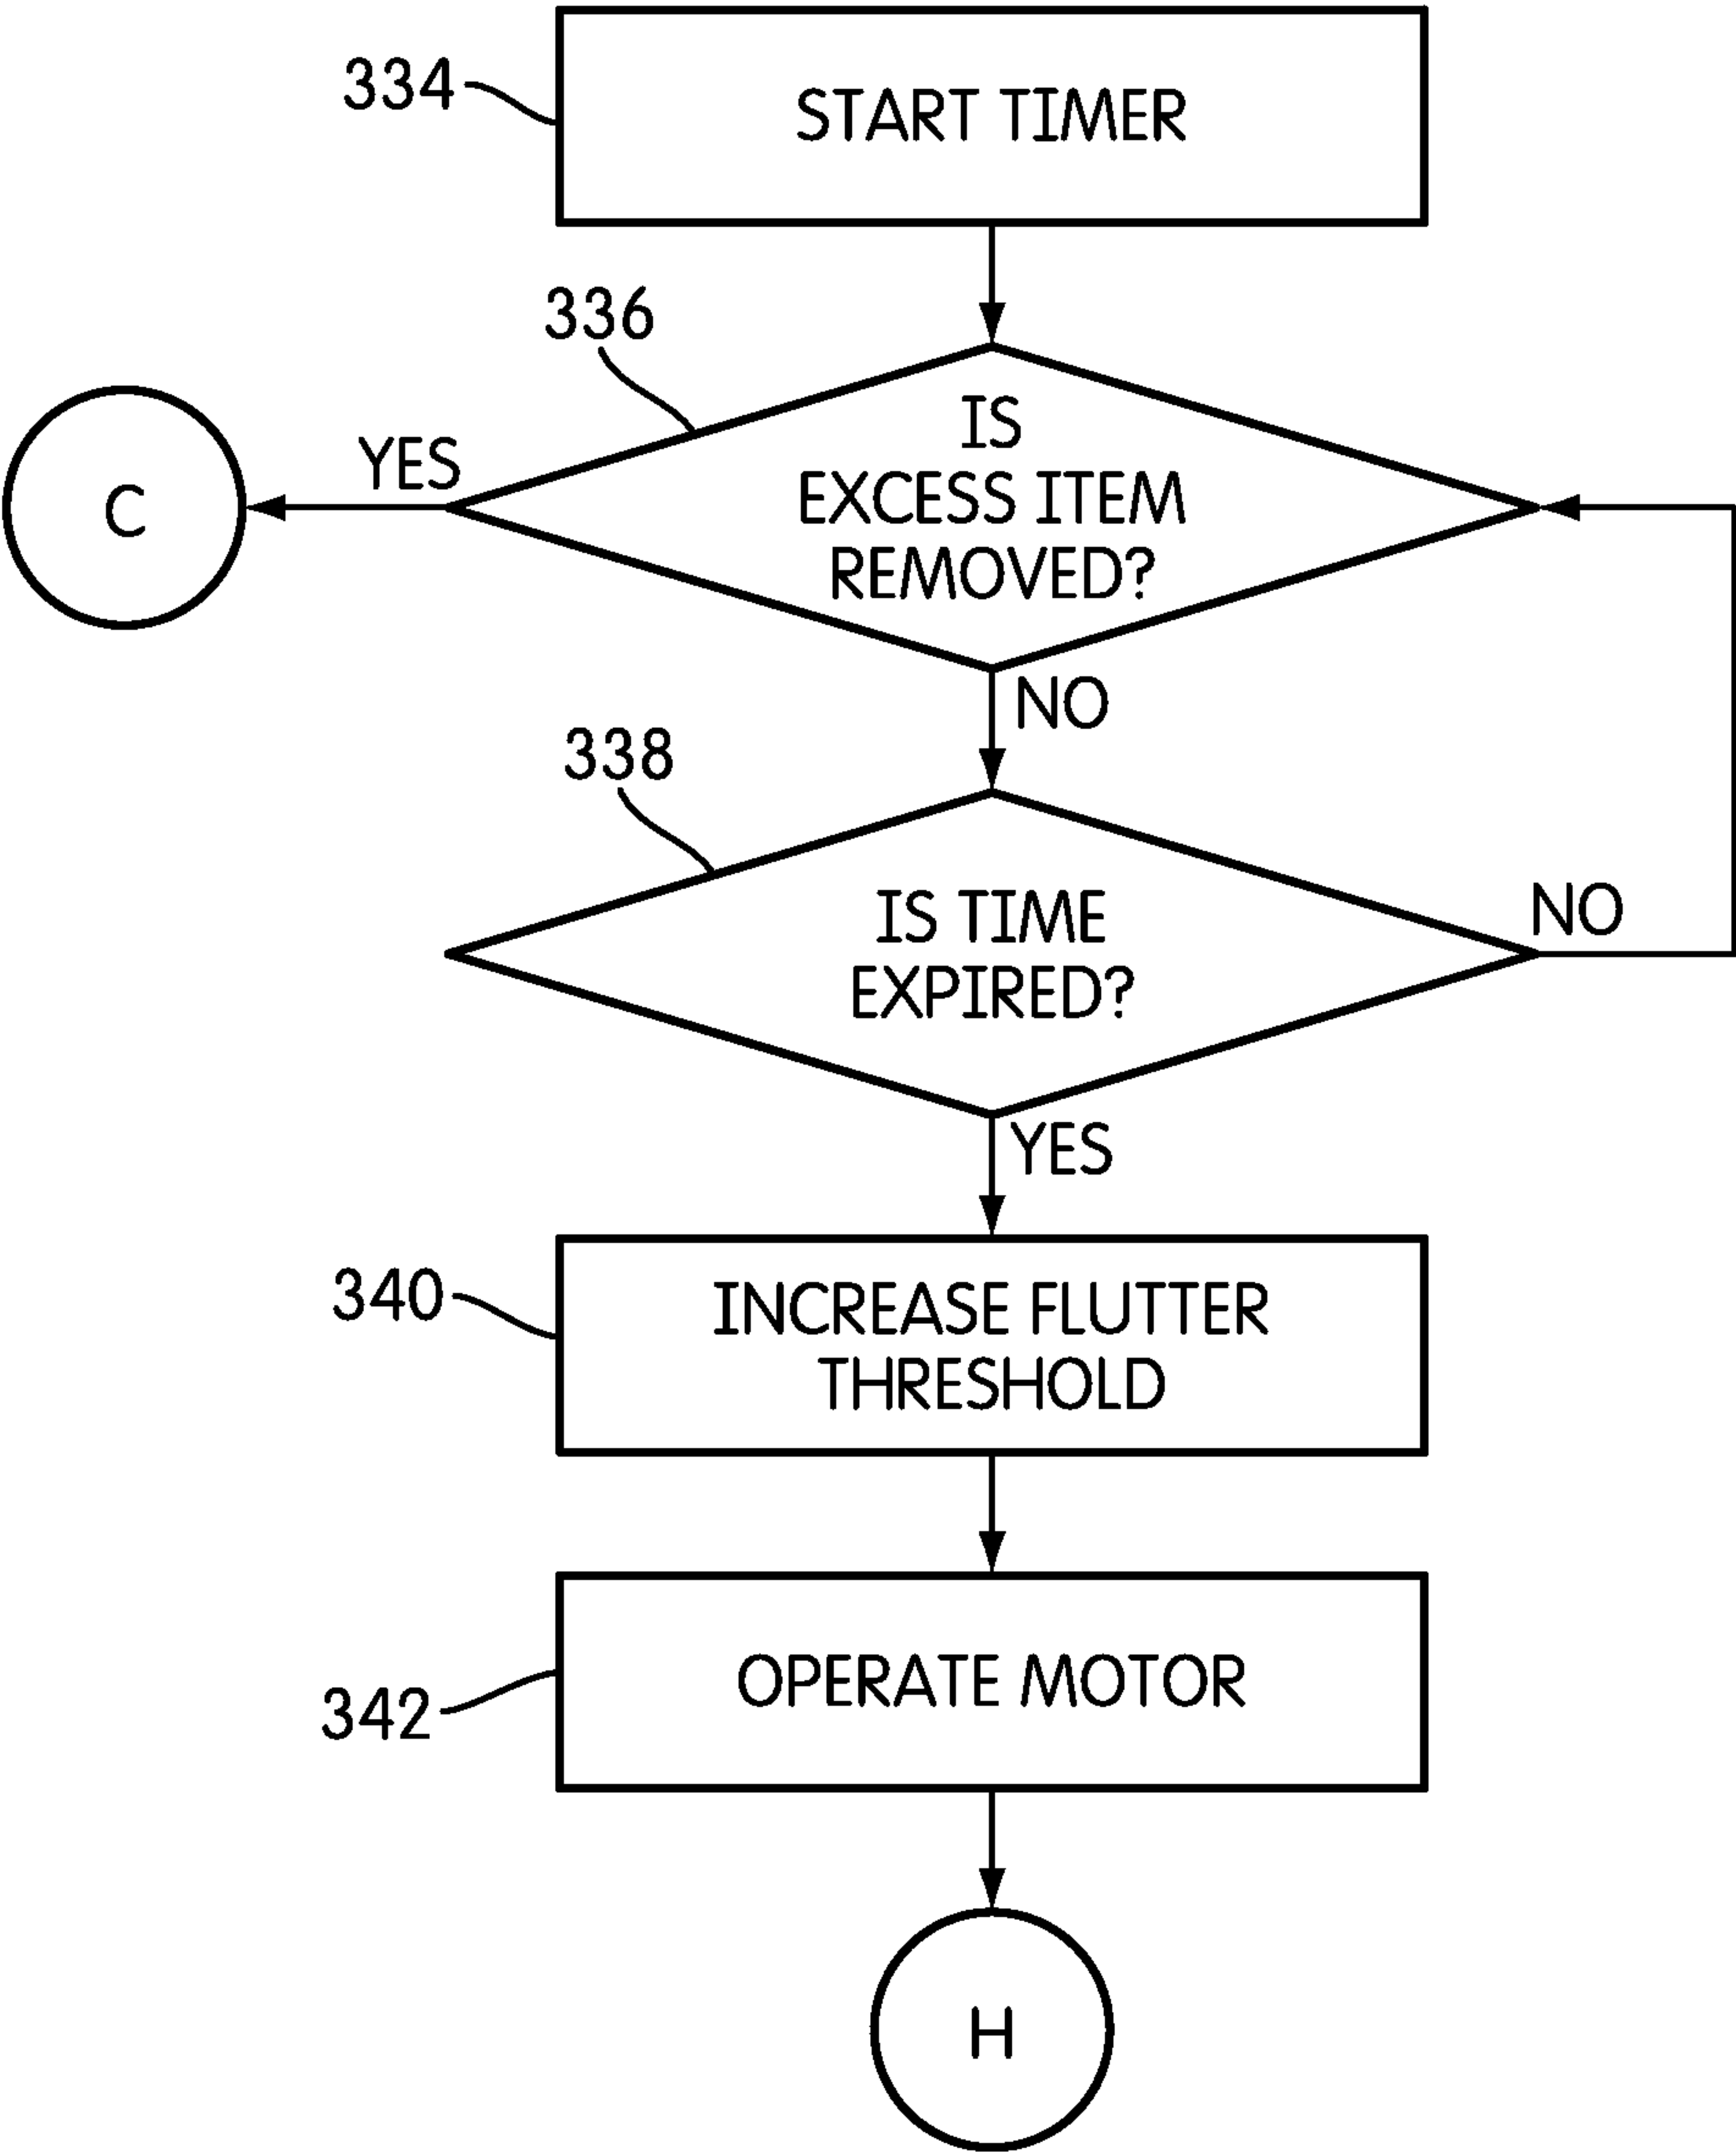 334
START TIMER
336
IS
EXCESS ITEM
REMOVED?
YES
C
NO
338
IS TIME
EXPIRED?
NO
YES
340
INCREASE FLUTTER
THRESHOLD
342
OPERATE MOTOR
H